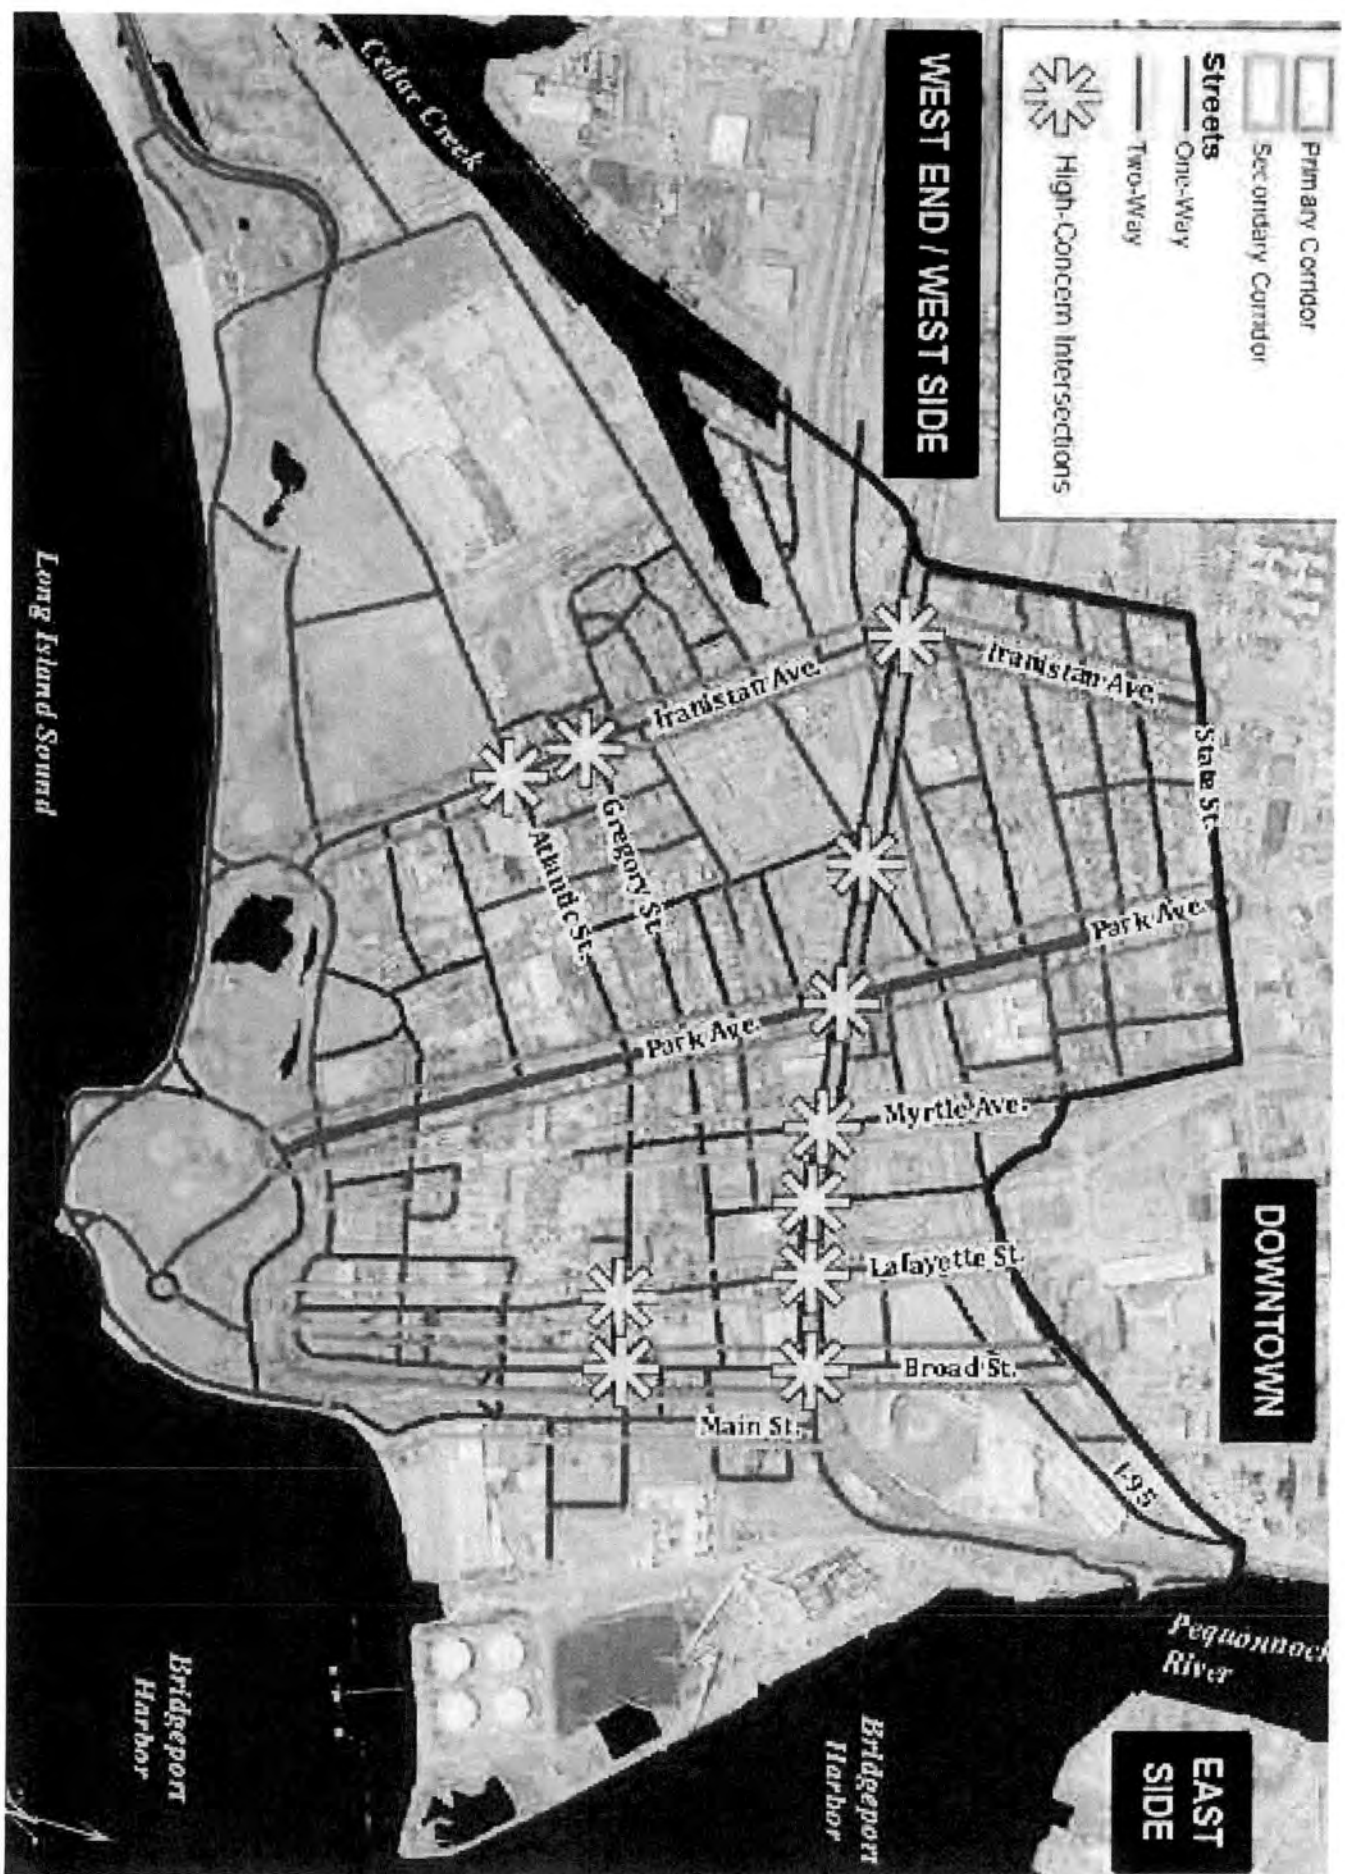 Primary Corridor
Secondary Corridor
Streets
One-Way
Two-Way
High-Concern Intersections
WEST END / WEST SIDE
Cedar Creek
Long Island Sound
Iranistan Ave.
Iranistan Ave.
State St.
Gregory St.
Atlantic St.
Park Ave.
Park Ave.
Myrtle Ave.
DOWNTOWN
Lafayette St.
Broad St.
Main St.
I-95
Pequonnock
River
EAST
SIDE
Bridgeport
Harbor
Bridgeport
Harbor